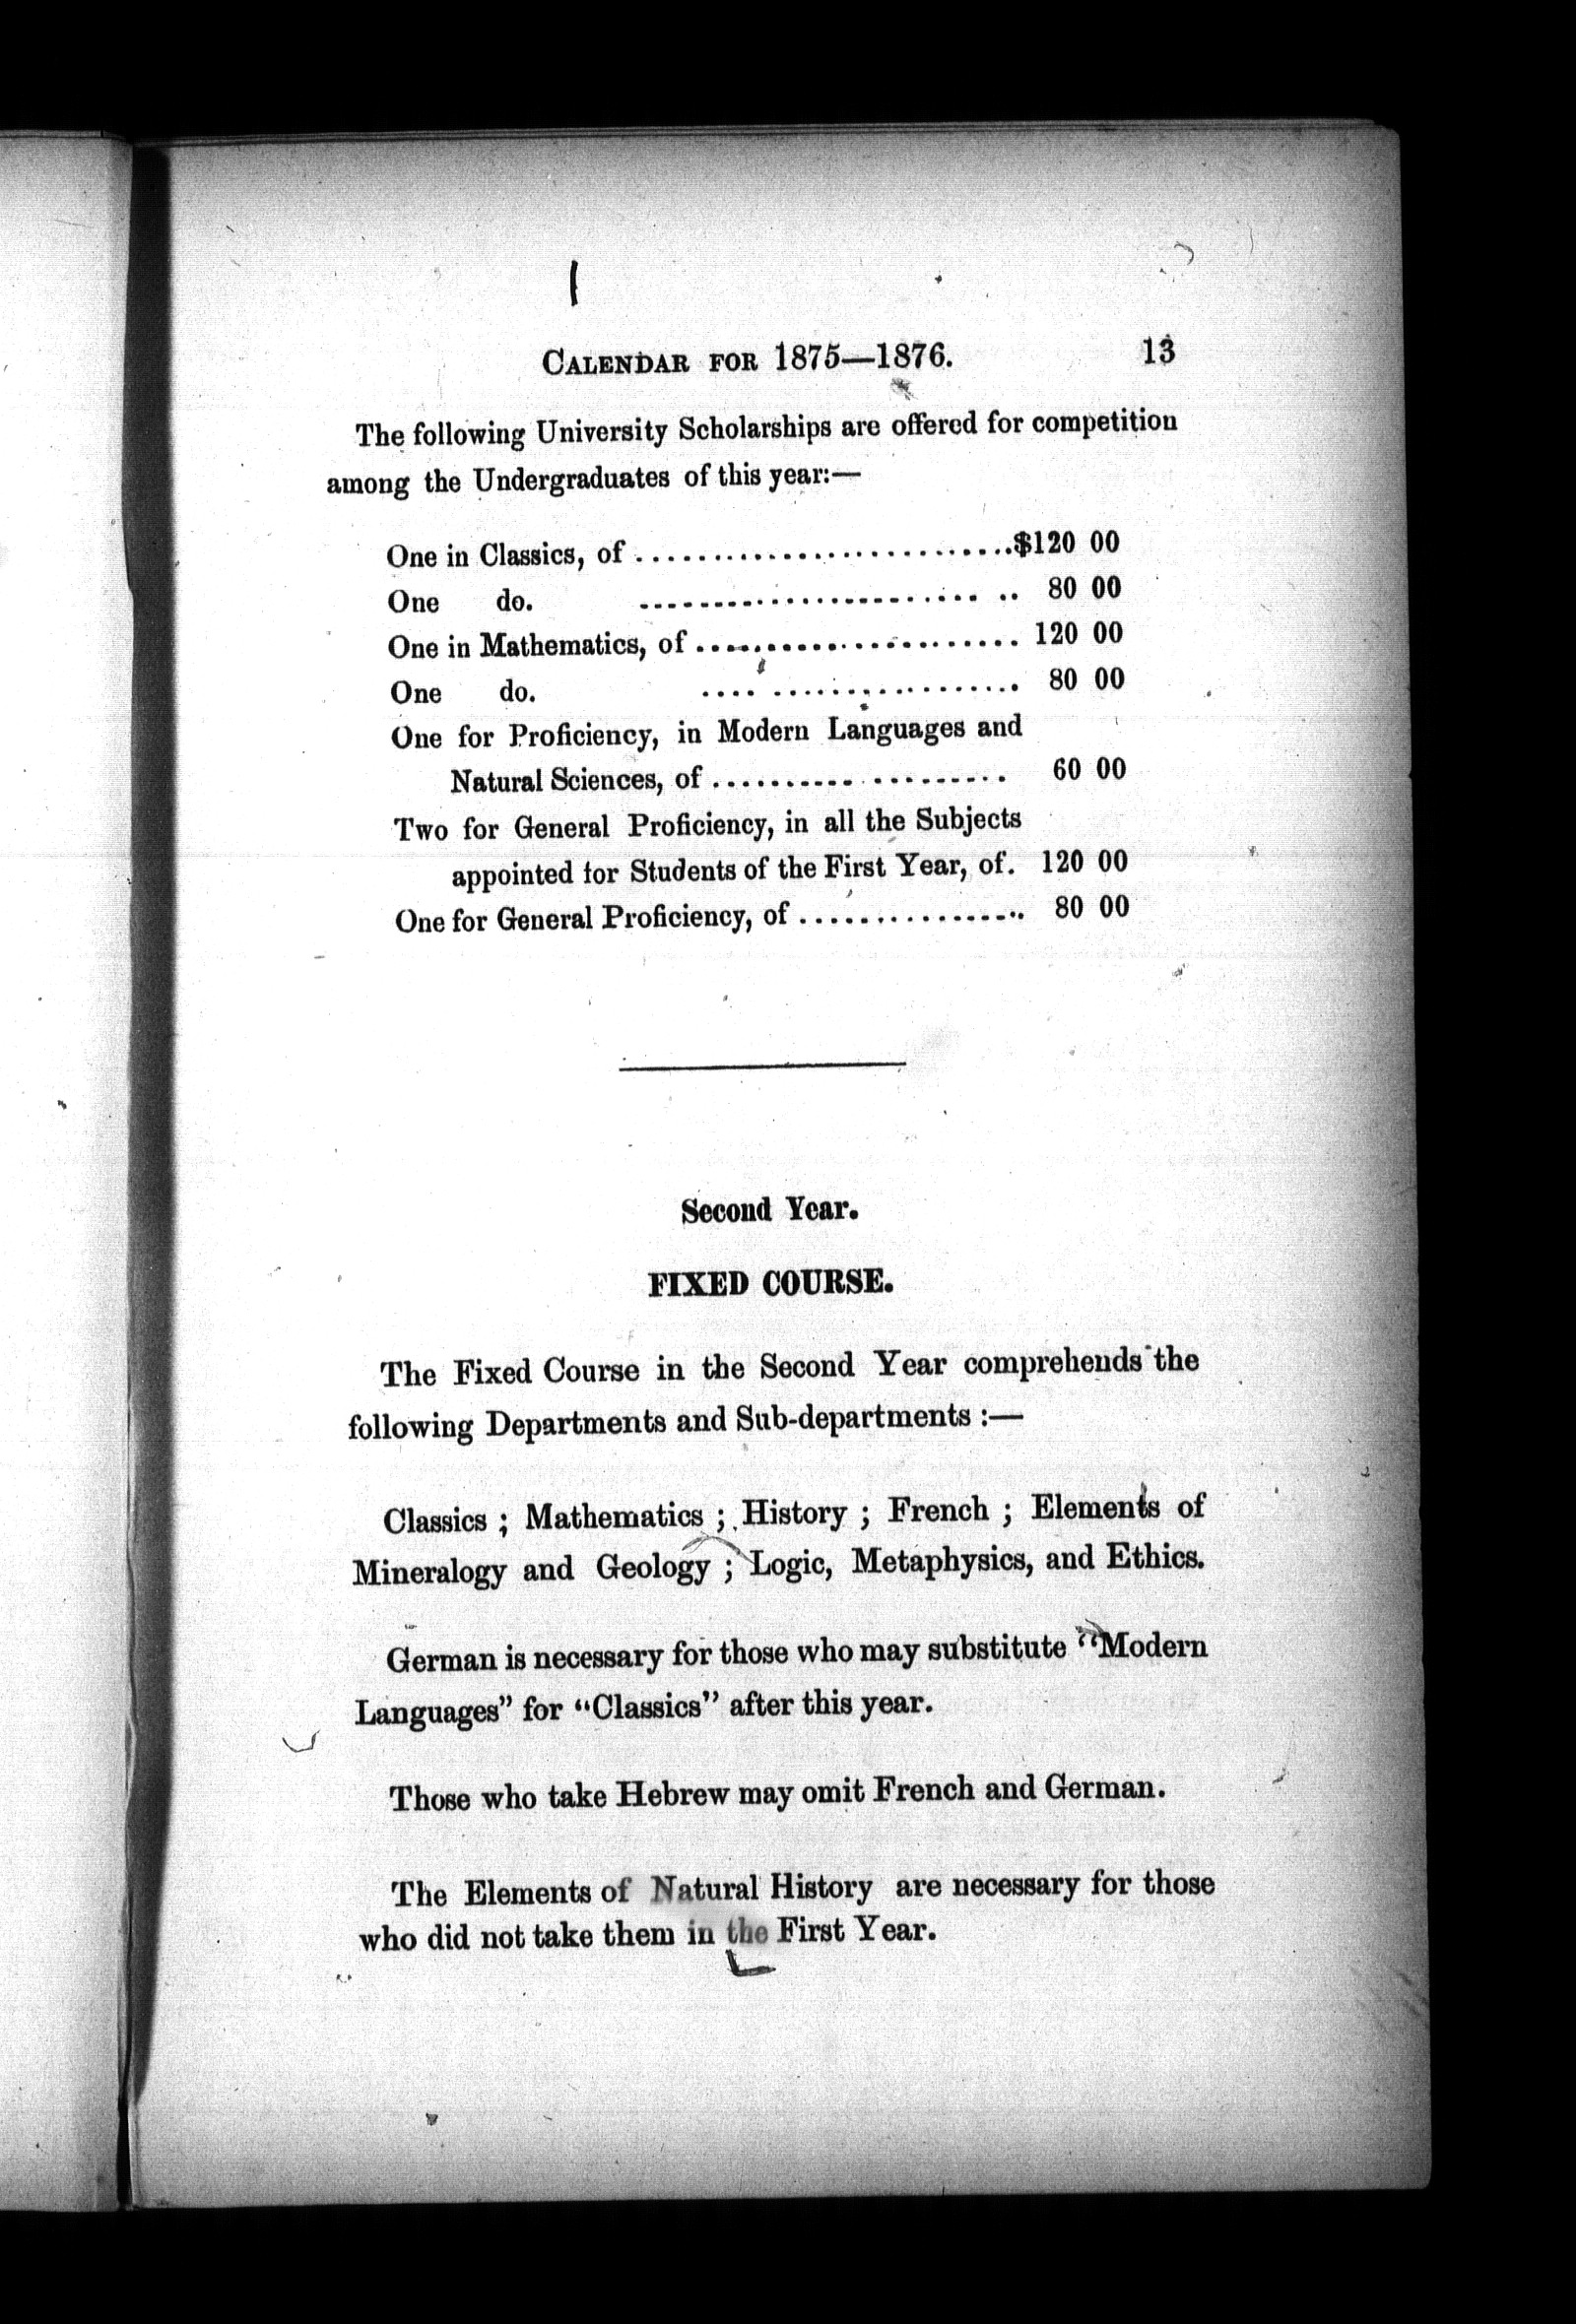 CALENDAR FOR 1875—1876. 13
The following University Scholarships are offered for competition
among the Undergraduates of this year:—
One in Classics, of ........................... $120 00
One do. ........................ .. 80 00
One in Mathematics, of ...................... 120 00
One do. .... ................. 80 00
One for Proficiency, in Modern Languages and
Natural Sciences, of .................... 60 00
Two for General Proficiency, in all the Subjects
appointed for Students of the First Year, of. 120 00
One for General Proficiency, of ................ 80 00
Second Year.
FIXED COURSE.
The Fixed Course in the Second Year comprehends the
following Departments and Sub-departments :—
Classics ; Mathematics ; History ; French ; Elements of
Mineralogy and Geology ; Logic, Metaphysics, and Ethics.
German is necessary for those who may substitute “Modern
Languages” for “Classics” after this year.
Those who take Hebrew may omit French and German.
The Elements of Natural History are necessary for those
who did not take them in the First Year.